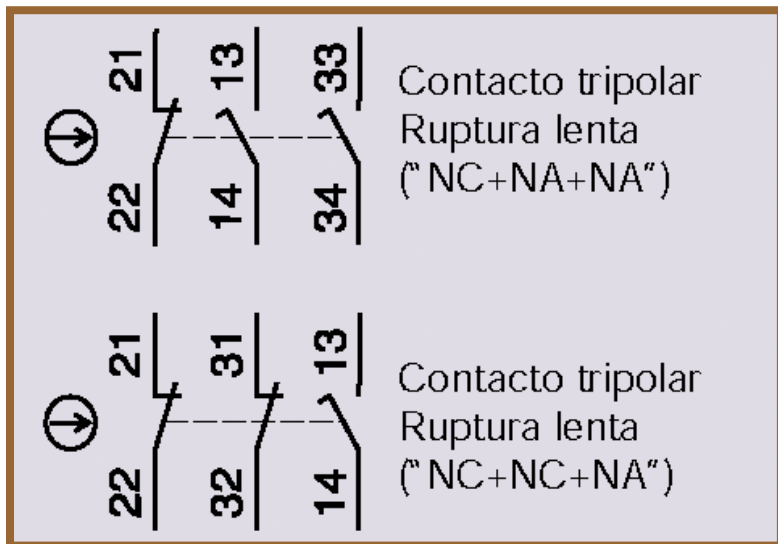 21 13 33
Contacto tripolar
Ruptura lenta
("NC+NA+NA")
22 14 34
21 31 13
Contacto tripolar
Ruptura lenta
("NC+NC+NA")
22 32 14